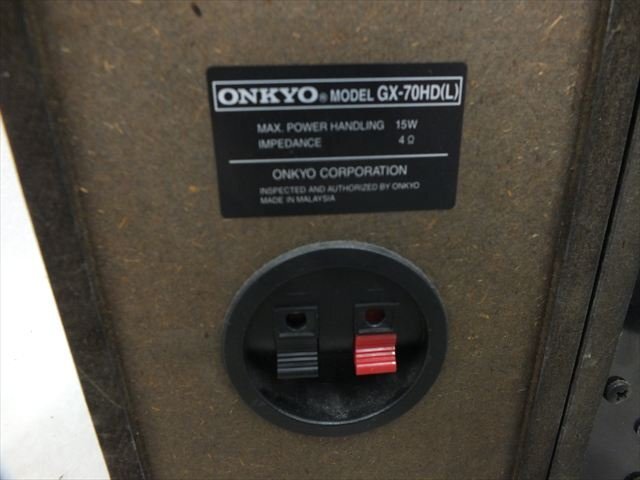 ONKYO® MODEL GX-70HD(L)
MAX. POWER HANDLING 15W
IMPEDANCE 4Ω
ONKYO CORPORATION
INSPECTED AND AUTHORIZED BY ONKYO
MADE IN MALAYSIA